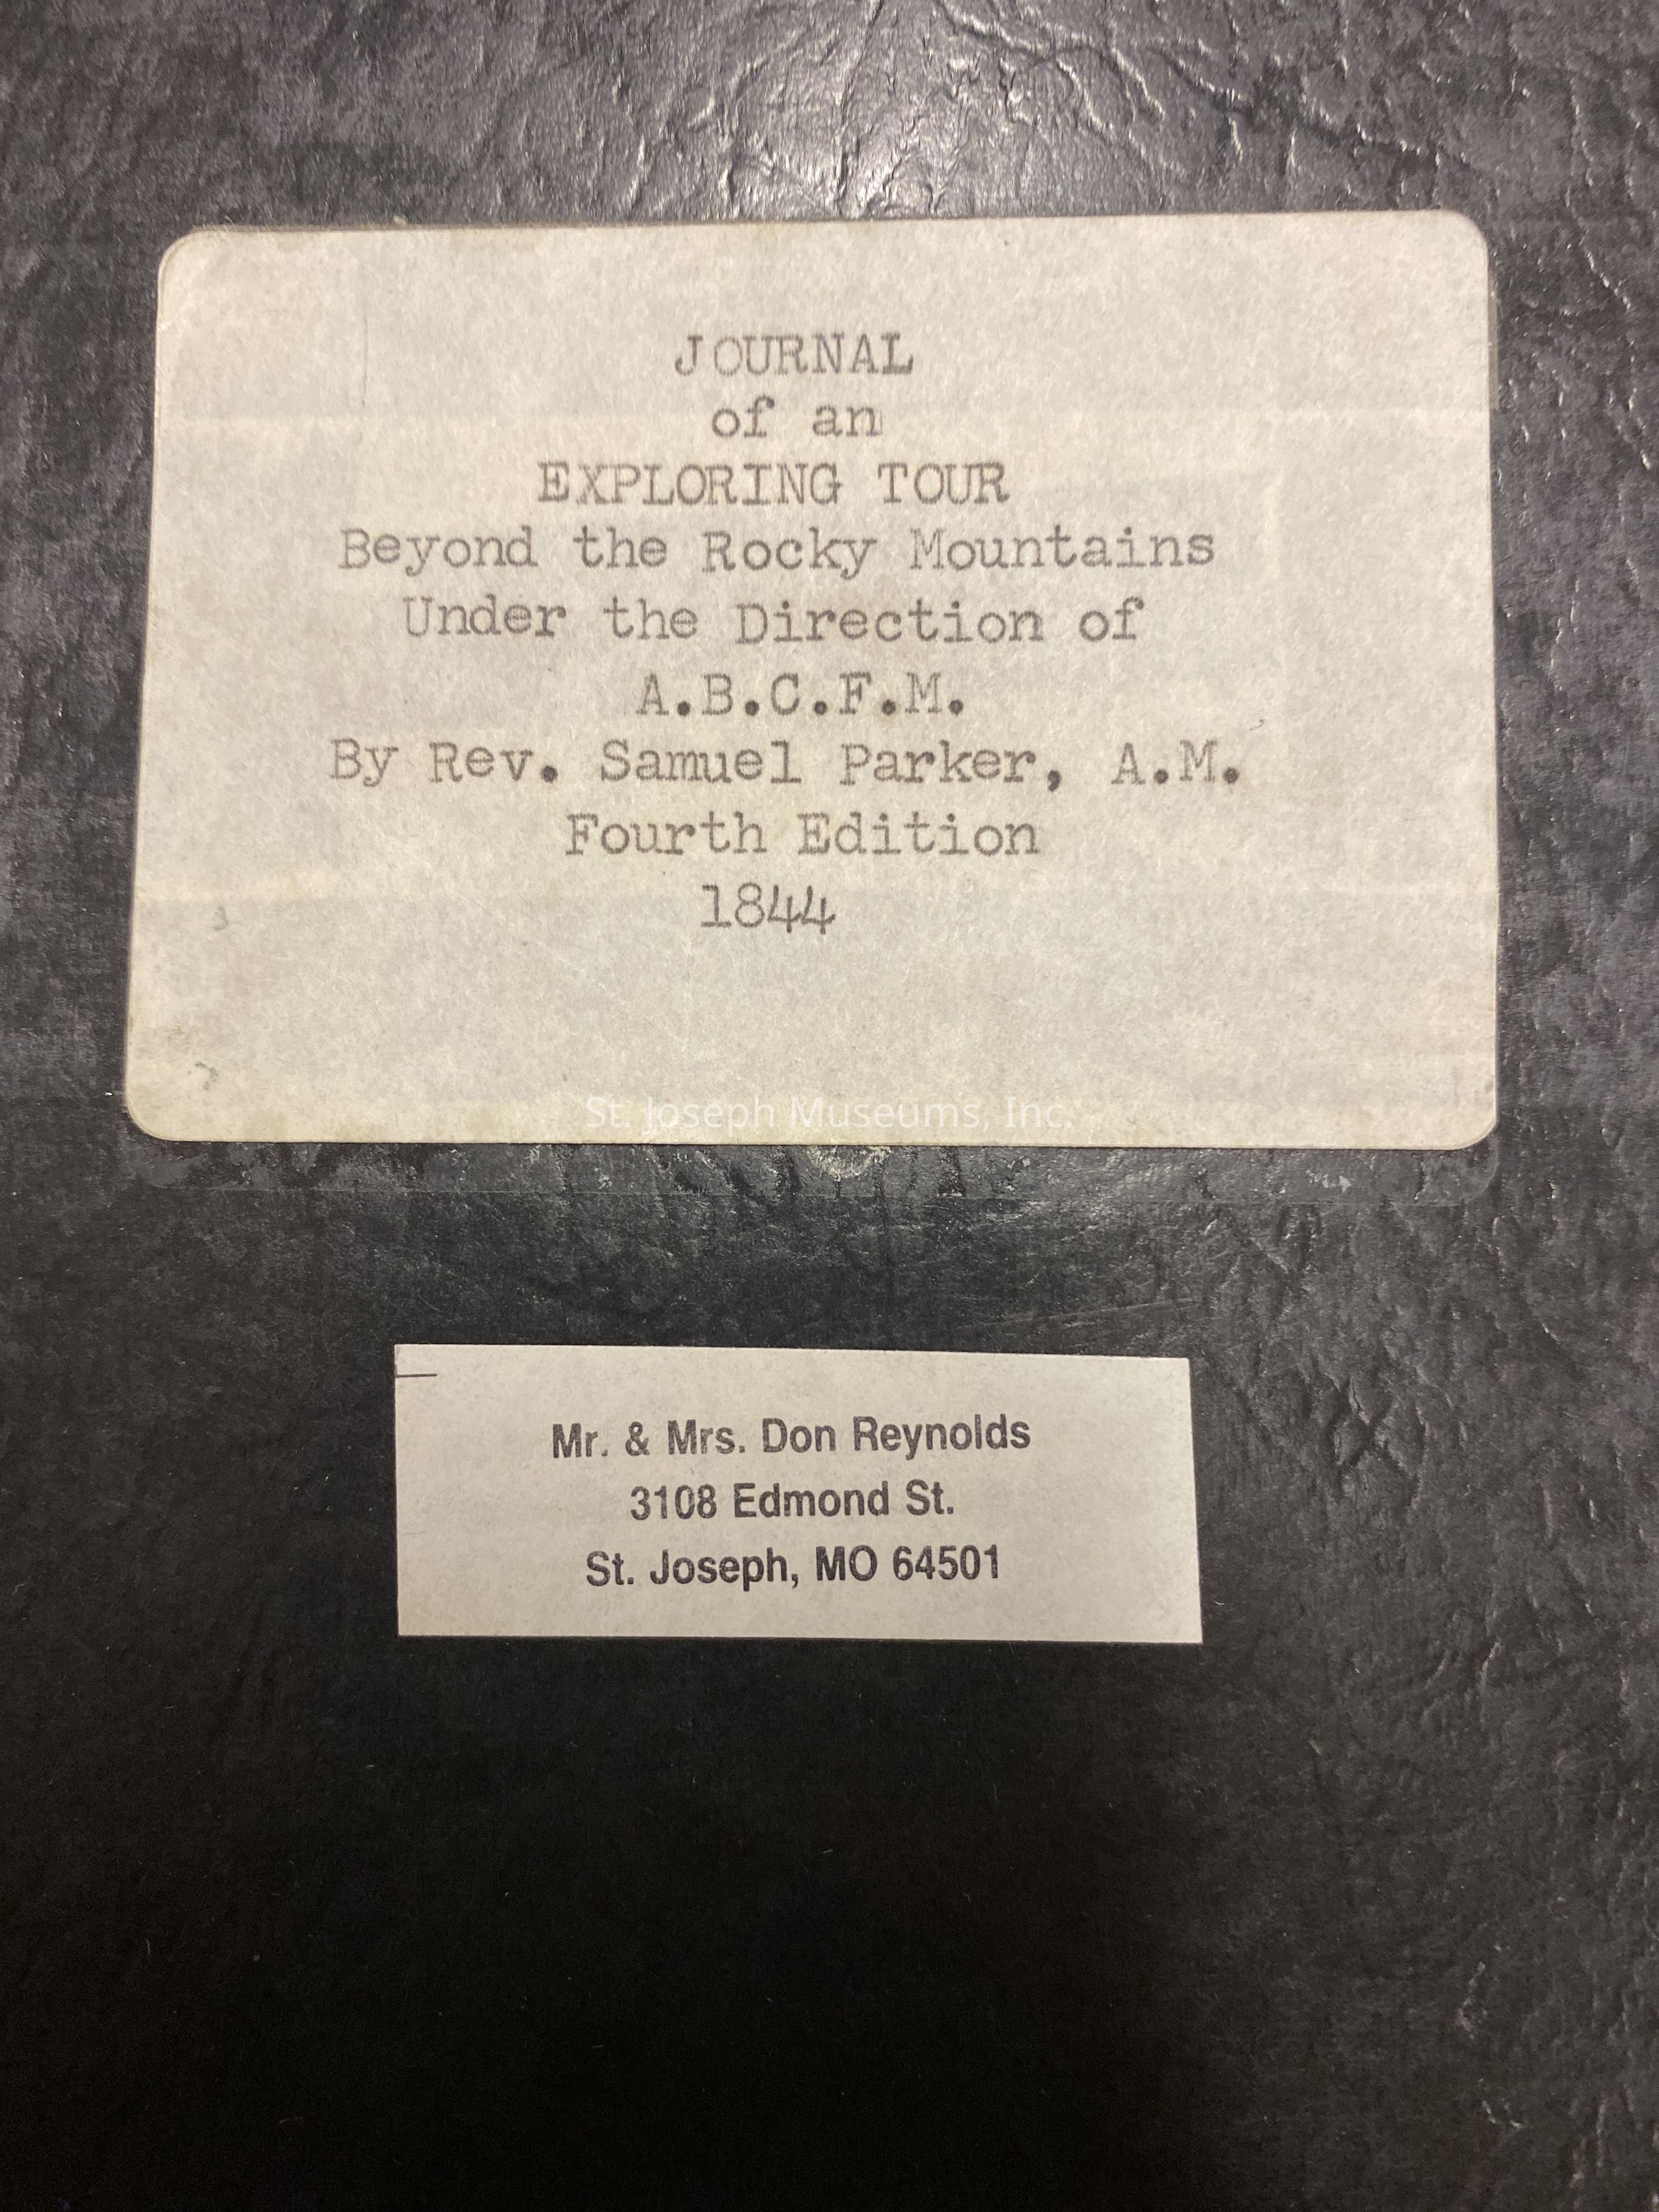 JOURNAL
of an
EXPLORING TOUR
Beyond the Rocky Mountains
Under the Direction of
A.B.C.F.M.
By Rev. Samuel Parker, A.M.
Fourth Edition
1844
St. Joseph Museums, Inc.
Mr. & Mrs. Don Reynolds
3108 Edmond St.
St. Joseph, MO 64501